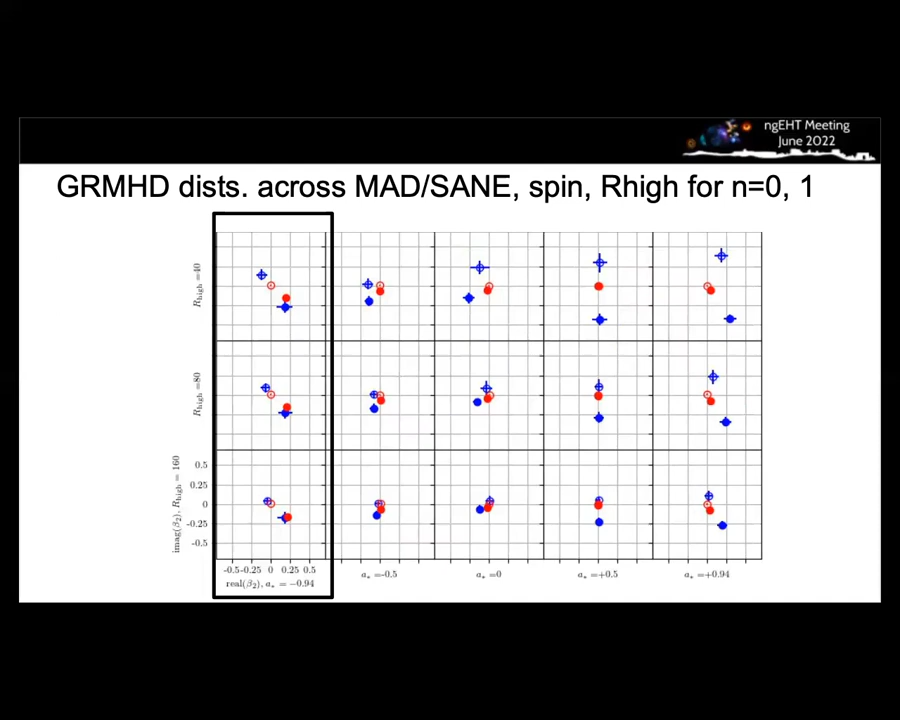 ngEHT Meeting
June 2022
GRMHD dists. across MAD/SANE, spin, Rhigh for n=0, 1
R_high =40
R_high =80
imag(β₂), R_high = 160
0.5
0.25
0
-0.25
-0.5
-0.5 -0.25 0 0.25 0.5
real(β₂), a* = −0.94
a* =-0.5
a* =0
a* =+0.5
a* =+0.94